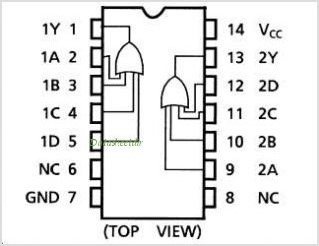 1Y 1 14 VCC
1A 2 13 2Y
1B 3 12 2D
1C 4 11 2C
1D 5 10 2B
NC 6 9 2A
GND 7 8 NC
(TOP VIEW)